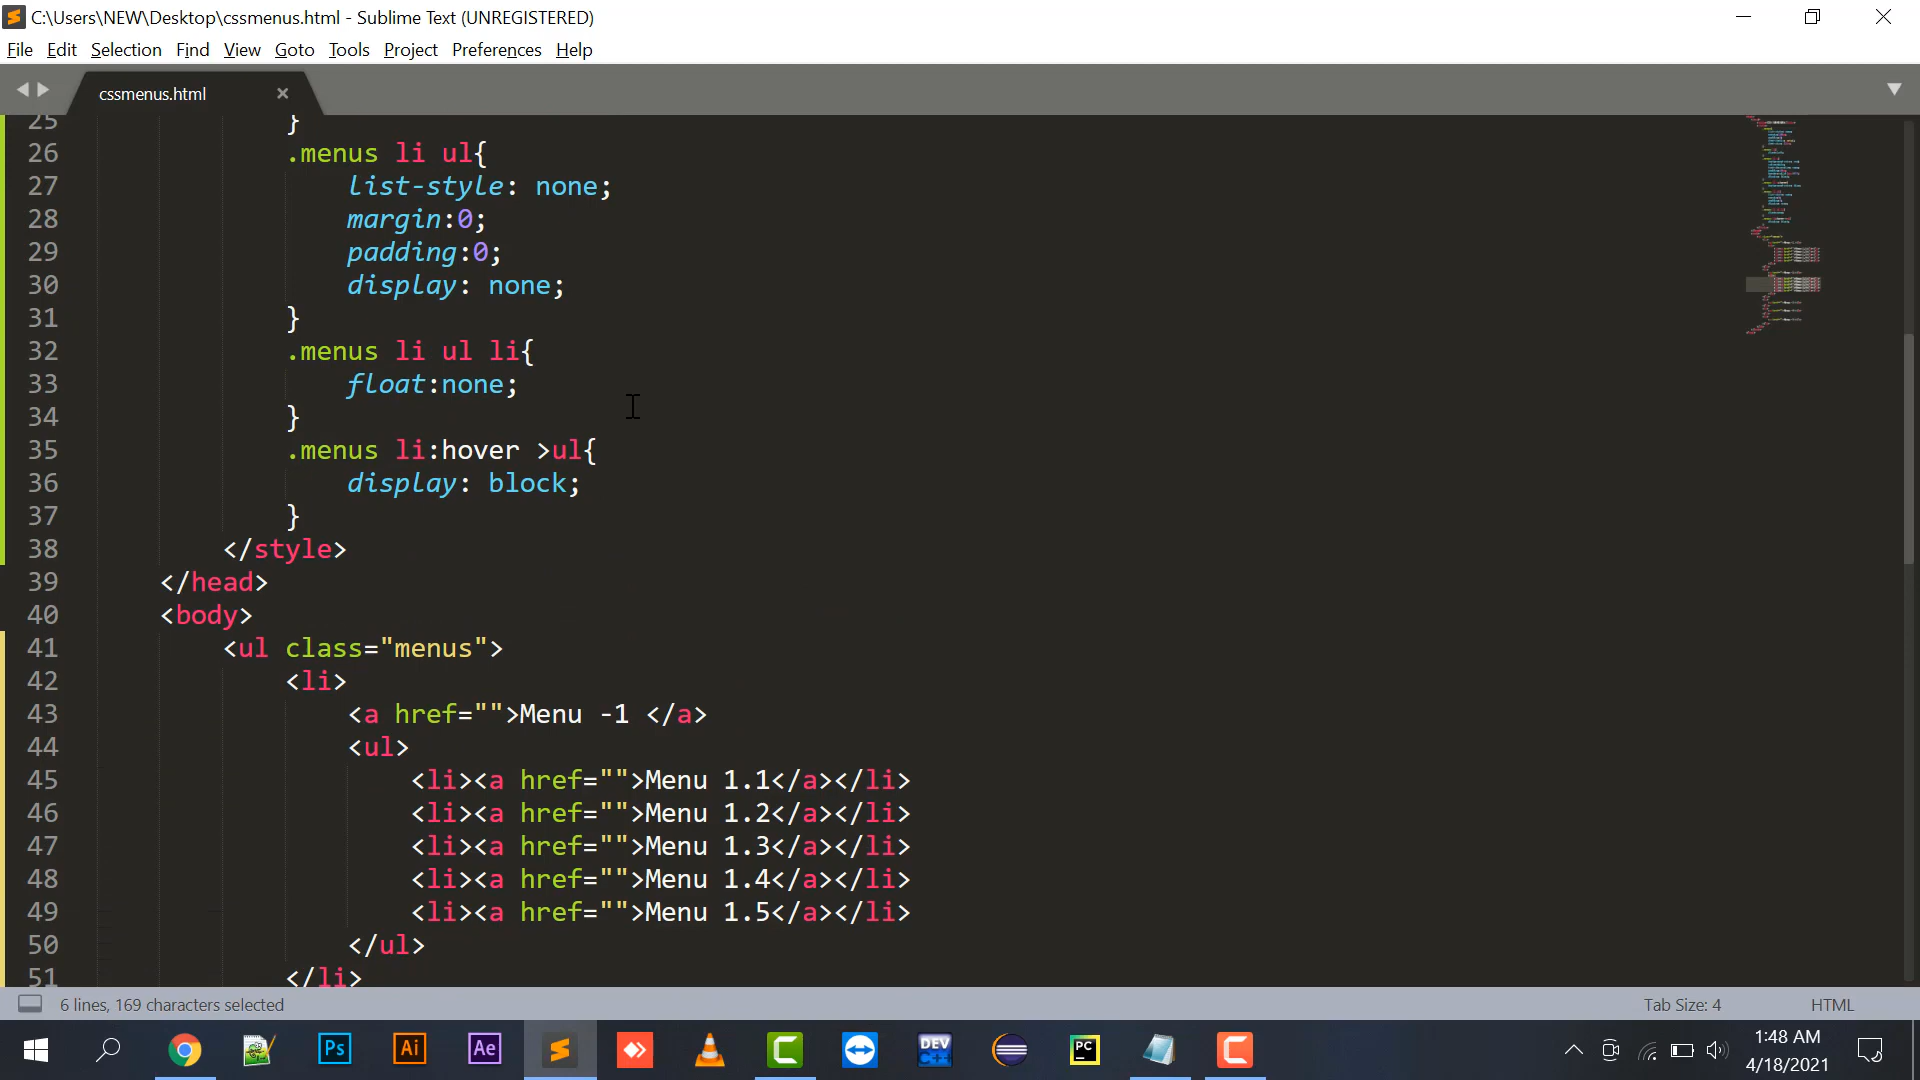 C:\Users\NEW\Desktop\cssmenus.html - Sublime Text (UNREGISTERED)
File Edit Selection Find View Goto Tools Project Preferences Help
cssmenus.html
25 }
26 .menus li ul{
27 list-style: none;
28 margin:0;
29 padding:0;
30 display: none;
31 }
32 .menus li ul li{
33 float:none;
34 }
35 .menus li:hover >ul{
36 display: block;
37 }
38 </style>
39 </head>
40 <body>
41 <ul class="menus">
42 <li>
43 <a href="">Menu -1 </a>
44 <ul>
45 <li><a href="">Menu 1.1</a></li>
46 <li><a href="">Menu 1.2</a></li>
47 <li><a href="">Menu 1.3</a></li>
48 <li><a href="">Menu 1.4</a></li>
49 <li><a href="">Menu 1.5</a></li>
50 </ul>
51 </li>
6 lines, 169 characters selected Tab Size: 4 HTML
Ps Ai Ae DEV C++ PC
1:48 AM
4/18/2021